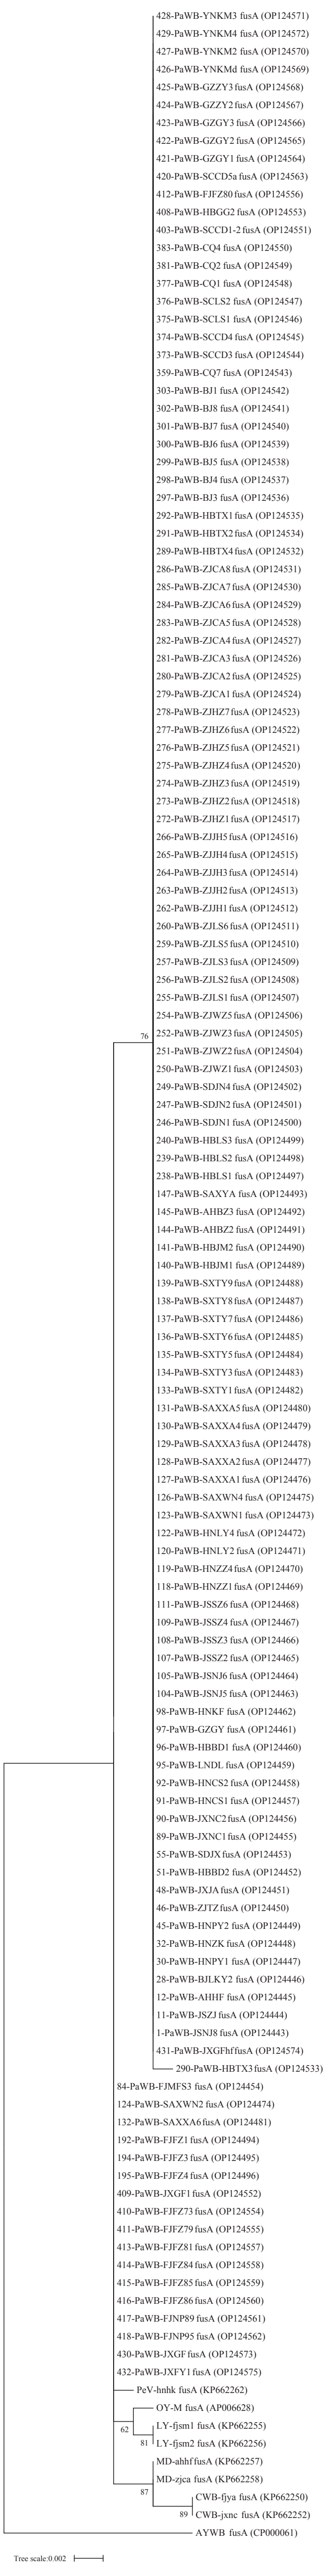 428-PaWB-YNKM3 fusA (OP124571)
429-PaWB-YNKM4 fusA (OP124572)
427-PaWB-YNKM2 fusA (OP124570)
426-PaWB-YNKMd fusA (OP124569)
425-PaWB-GZZY3 fusA (OP124568)
424-PaWB-GZZY2 fusA (OP124567)
423-PaWB-GZGY3 fusA (OP124566)
422-PaWB-GZGY2 fusA (OP124565)
421-PaWB-GZGY1 fusA (OP124564)
420-PaWB-SCCD5a fusA (OP124563)
412-PaWB-FJFZ80 fusA (OP124556)
408-PaWB-HBGG2 fusA (OP124553)
403-PaWB-SCCD1-2 fusA (OP124551)
383-PaWB-CQ4 fusA (OP124550)
381-PaWB-CQ2 fusA (OP124549)
377-PaWB-CQ1 fusA (OP124548)
376-PaWB-SCLS2 fusA (OP124547)
375-PaWB-SCLS1 fusA (OP124546)
374-PaWB-SCCD4 fusA (OP124545)
373-PaWB-SCCD3 fusA (OP124544)
359-PaWB-CQ7 fusA (OP124543)
303-PaWB-BJ1 fusA (OP124542)
302-PaWB-BJ8 fusA (OP124541)
301-PaWB-BJ7 fusA (OP124540)
300-PaWB-BJ6 fusA (OP124539)
299-PaWB-BJ5 fusA (OP124538)
298-PaWB-BJ4 fusA (OP124537)
297-PaWB-BJ3 fusA (OP124536)
292-PaWB-HBTX1 fusA (OP124535)
291-PaWB-HBTX2 fusA (OP124534)
289-PaWB-HBTX4 fusA (OP124532)
286-PaWB-ZJCA8 fusA (OP124531)
285-PaWB-ZJCA7 fusA (OP124530)
284-PaWB-ZJCA6 fusA (OP124529)
283-PaWB-ZJCA5 fusA (OP124528)
282-PaWB-ZJCA4 fusA (OP124527)
281-PaWB-ZJCA3 fusA (OP124526)
280-PaWB-ZJCA2 fusA (OP124525)
279-PaWB-ZJCA1 fusA (OP124524)
278-PaWB-ZJHZ7 fusA (OP124523)
277-PaWB-ZJHZ6 fusA (OP124522)
276-PaWB-ZJHZ5 fusA (OP124521)
275-PaWB-ZJHZ4 fusA (OP124520)
274-PaWB-ZJHZ3 fusA (OP124519)
273-PaWB-ZJHZ2 fusA (OP124518)
272-PaWB-ZJHZ1 fusA (OP124517)
266-PaWB-ZJJH5 fusA (OP124516)
265-PaWB-ZJJH4 fusA (OP124515)
264-PaWB-ZJJH3 fusA (OP124514)
263-PaWB-ZJJH2 fusA (OP124513)
262-PaWB-ZJJH1 fusA (OP124512)
260-PaWB-ZJLS6 fusA (OP124511)
259-PaWB-ZJLS5 fusA (OP124510)
257-PaWB-ZJLS3 fusA (OP124509)
256-PaWB-ZJLS2 fusA (OP124508)
255-PaWB-ZJLS1 fusA (OP124507)
254-PaWB-ZJWZ5 fusA (OP124506)
252-PaWB-ZJWZ3 fusA (OP124505)
76
251-PaWB-ZJWZ2 fusA (OP124504)
250-PaWB-ZJWZ1 fusA (OP124503)
249-PaWB-SDJN4 fusA (OP124502)
247-PaWB-SDJN2 fusA (OP124501)
246-PaWB-SDJN1 fusA (OP124500)
240-PaWB-HBLS3 fusA (OP124499)
239-PaWB-HBLS2 fusA (OP124498)
238-PaWB-HBLS1 fusA (OP124497)
147-PaWB-SAXYA fusA (OP124493)
145-PaWB-AHBZ3 fusA (OP124492)
144-PaWB-AHBZ2 fusA (OP124491)
141-PaWB-HBJM2 fusA (OP124490)
140-PaWB-HBJM1 fusA (OP124489)
139-PaWB-SXTY9 fusA (OP124488)
138-PaWB-SXTY8 fusA (OP124487)
137-PaWB-SXTY7 fusA (OP124486)
136-PaWB-SXTY6 fusA (OP124485)
135-PaWB-SXTY5 fusA (OP124484)
134-PaWB-SXTY3 fusA (OP124483)
133-PaWB-SXTY1 fusA (OP124482)
131-PaWB-SAXXA5 fusA (OP124480)
130-PaWB-SAXXA4 fusA (OP124479)
129-PaWB-SAXXA3 fusA (OP124478)
128-PaWB-SAXXA2 fusA (OP124477)
127-PaWB-SAXXA1 fusA (OP124476)
126-PaWB-SAXWN4 fusA (OP124475)
123-PaWB-SAXWN1 fusA (OP124473)
122-PaWB-HNLY4 fusA (OP124472)
120-PaWB-HNLY2 fusA (OP124471)
119-PaWB-HNZZ4 fusA (OP124470)
118-PaWB-HNZZ1 fusA (OP124469)
111-PaWB-JSSZ6 fusA (OP124468)
109-PaWB-JSSZ4 fusA (OP124467)
108-PaWB-JSSZ3 fusA (OP124466)
107-PaWB-JSSZ2 fusA (OP124465)
105-PaWB-JSNJ6 fusA (OP124464)
104-PaWB-JSNJ5 fusA (OP124463)
98-PaWB-HNKF fusA (OP124462)
97-PaWB-GZGY fusA (OP124461)
96-PaWB-HBBD1 fusA (OP124460)
95-PaWB-LNDL fusA (OP124459)
92-PaWB-HNCS2 fusA (OP124458)
91-PaWB-HNCS1 fusA (OP124457)
90-PaWB-JXNC2 fusA (OP124456)
89-PaWB-JXNC1 fusA (OP124455)
55-PaWB-SDJX fusA (OP124453)
51-PaWB-HBBD2 fusA (OP124452)
48-PaWB-JXJA fusA (OP124451)
46-PaWB-ZJTZ fusA (OP124450)
45-PaWB-HNPY2 fusA (OP124449)
32-PaWB-HNZK fusA (OP124448)
30-PaWB-HNPY1 fusA (OP124447)
28-PaWB-BJLKY2 fusA (OP124446)
12-PaWB-AHHF fusA (OP124445)
11-PaWB-JSZJ fusA (OP124444)
1-PaWB-JSNJ8 fusA (OP124443)
431-PaWB-JXGFhf fusA (OP124574)
290-PaWB-HBTX3 fusA (OP124533)
84-PaWB-FJMFS3 fusA (OP124454)
124-PaWB-SAXWN2 fusA (OP124474)
132-PaWB-SAXXA6 fusA (OP124481)
192-PaWB-FJFZ1 fusA (OP124494)
194-PaWB-FJFZ3 fusA (OP124495)
195-PaWB-FJFZ4 fusA (OP124496)
409-PaWB-JXGF1 fusA (OP124552)
410-PaWB-FJFZ73 fusA (OP124554)
411-PaWB-FJFZ79 fusA (OP124555)
413-PaWB-FJFZ81 fusA (OP124557)
414-PaWB-FJFZ84 fusA (OP124558)
415-PaWB-FJFZ85 fusA (OP124559)
416-PaWB-FJFZ86 fusA (OP124560)
417-PaWB-FJNP89 fusA (OP124561)
418-PaWB-FJNP95 fusA (OP124562)
430-PaWB-JXGF fusA (OP124573)
432-PaWB-JXFY1 fusA (OP124575)
PeV-hnhk fusA (KP662262)
OY-M fusA (AP006628)
62
LY-fjsm1 fusA (KP662255)
81
LY-fjsm2 fusA (KP662256)
MD-ahhf fusA (KP662257)
MD-zjca fusA (KP662258)
87
CWB-fjya fusA (KP662250)
89
CWB-jxnc fusA (KP662252)
AYWB fusA (CP000061)
Tree scale:0.002